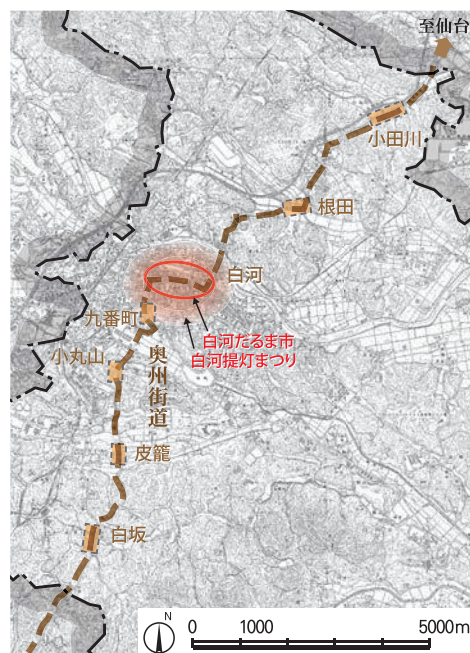 至仙台
小田川
根田
白河
九番町
白河だるま市
白河提灯まつり
小丸山
奥州街道
皮籠
白坂
N
0 1000 5000m